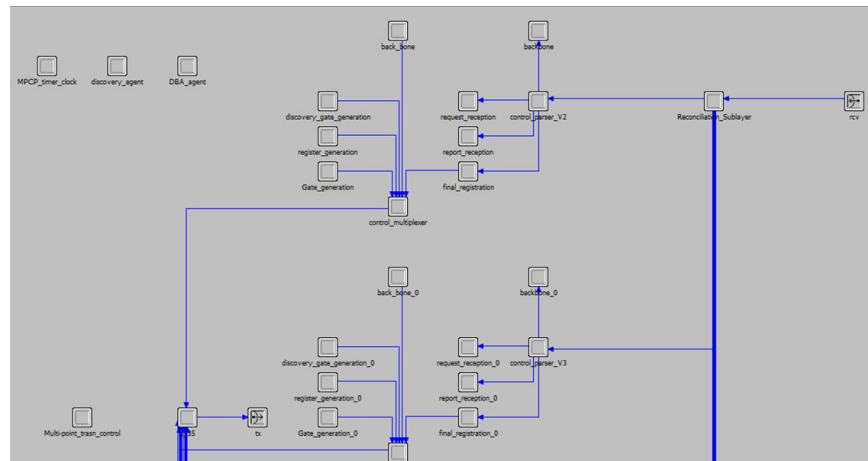 back_bone
backbone
MPCP_timer_clock
discovery_agent
DBA_agent
discovery_gate_generation
request_reception
control_parser_V2
Reconciliation_Sublayer
rcv
register_generation
report_reception
Gate_generation
final_registration
control_multiplexer
back_bone_0
backbone_0
discovery_gate_generation_0
request_reception_0
control_parser_V3
register_generation_0
report_reception_0
Multi-point_trasn_control
tx
Gate_generation_0
final_registration_0